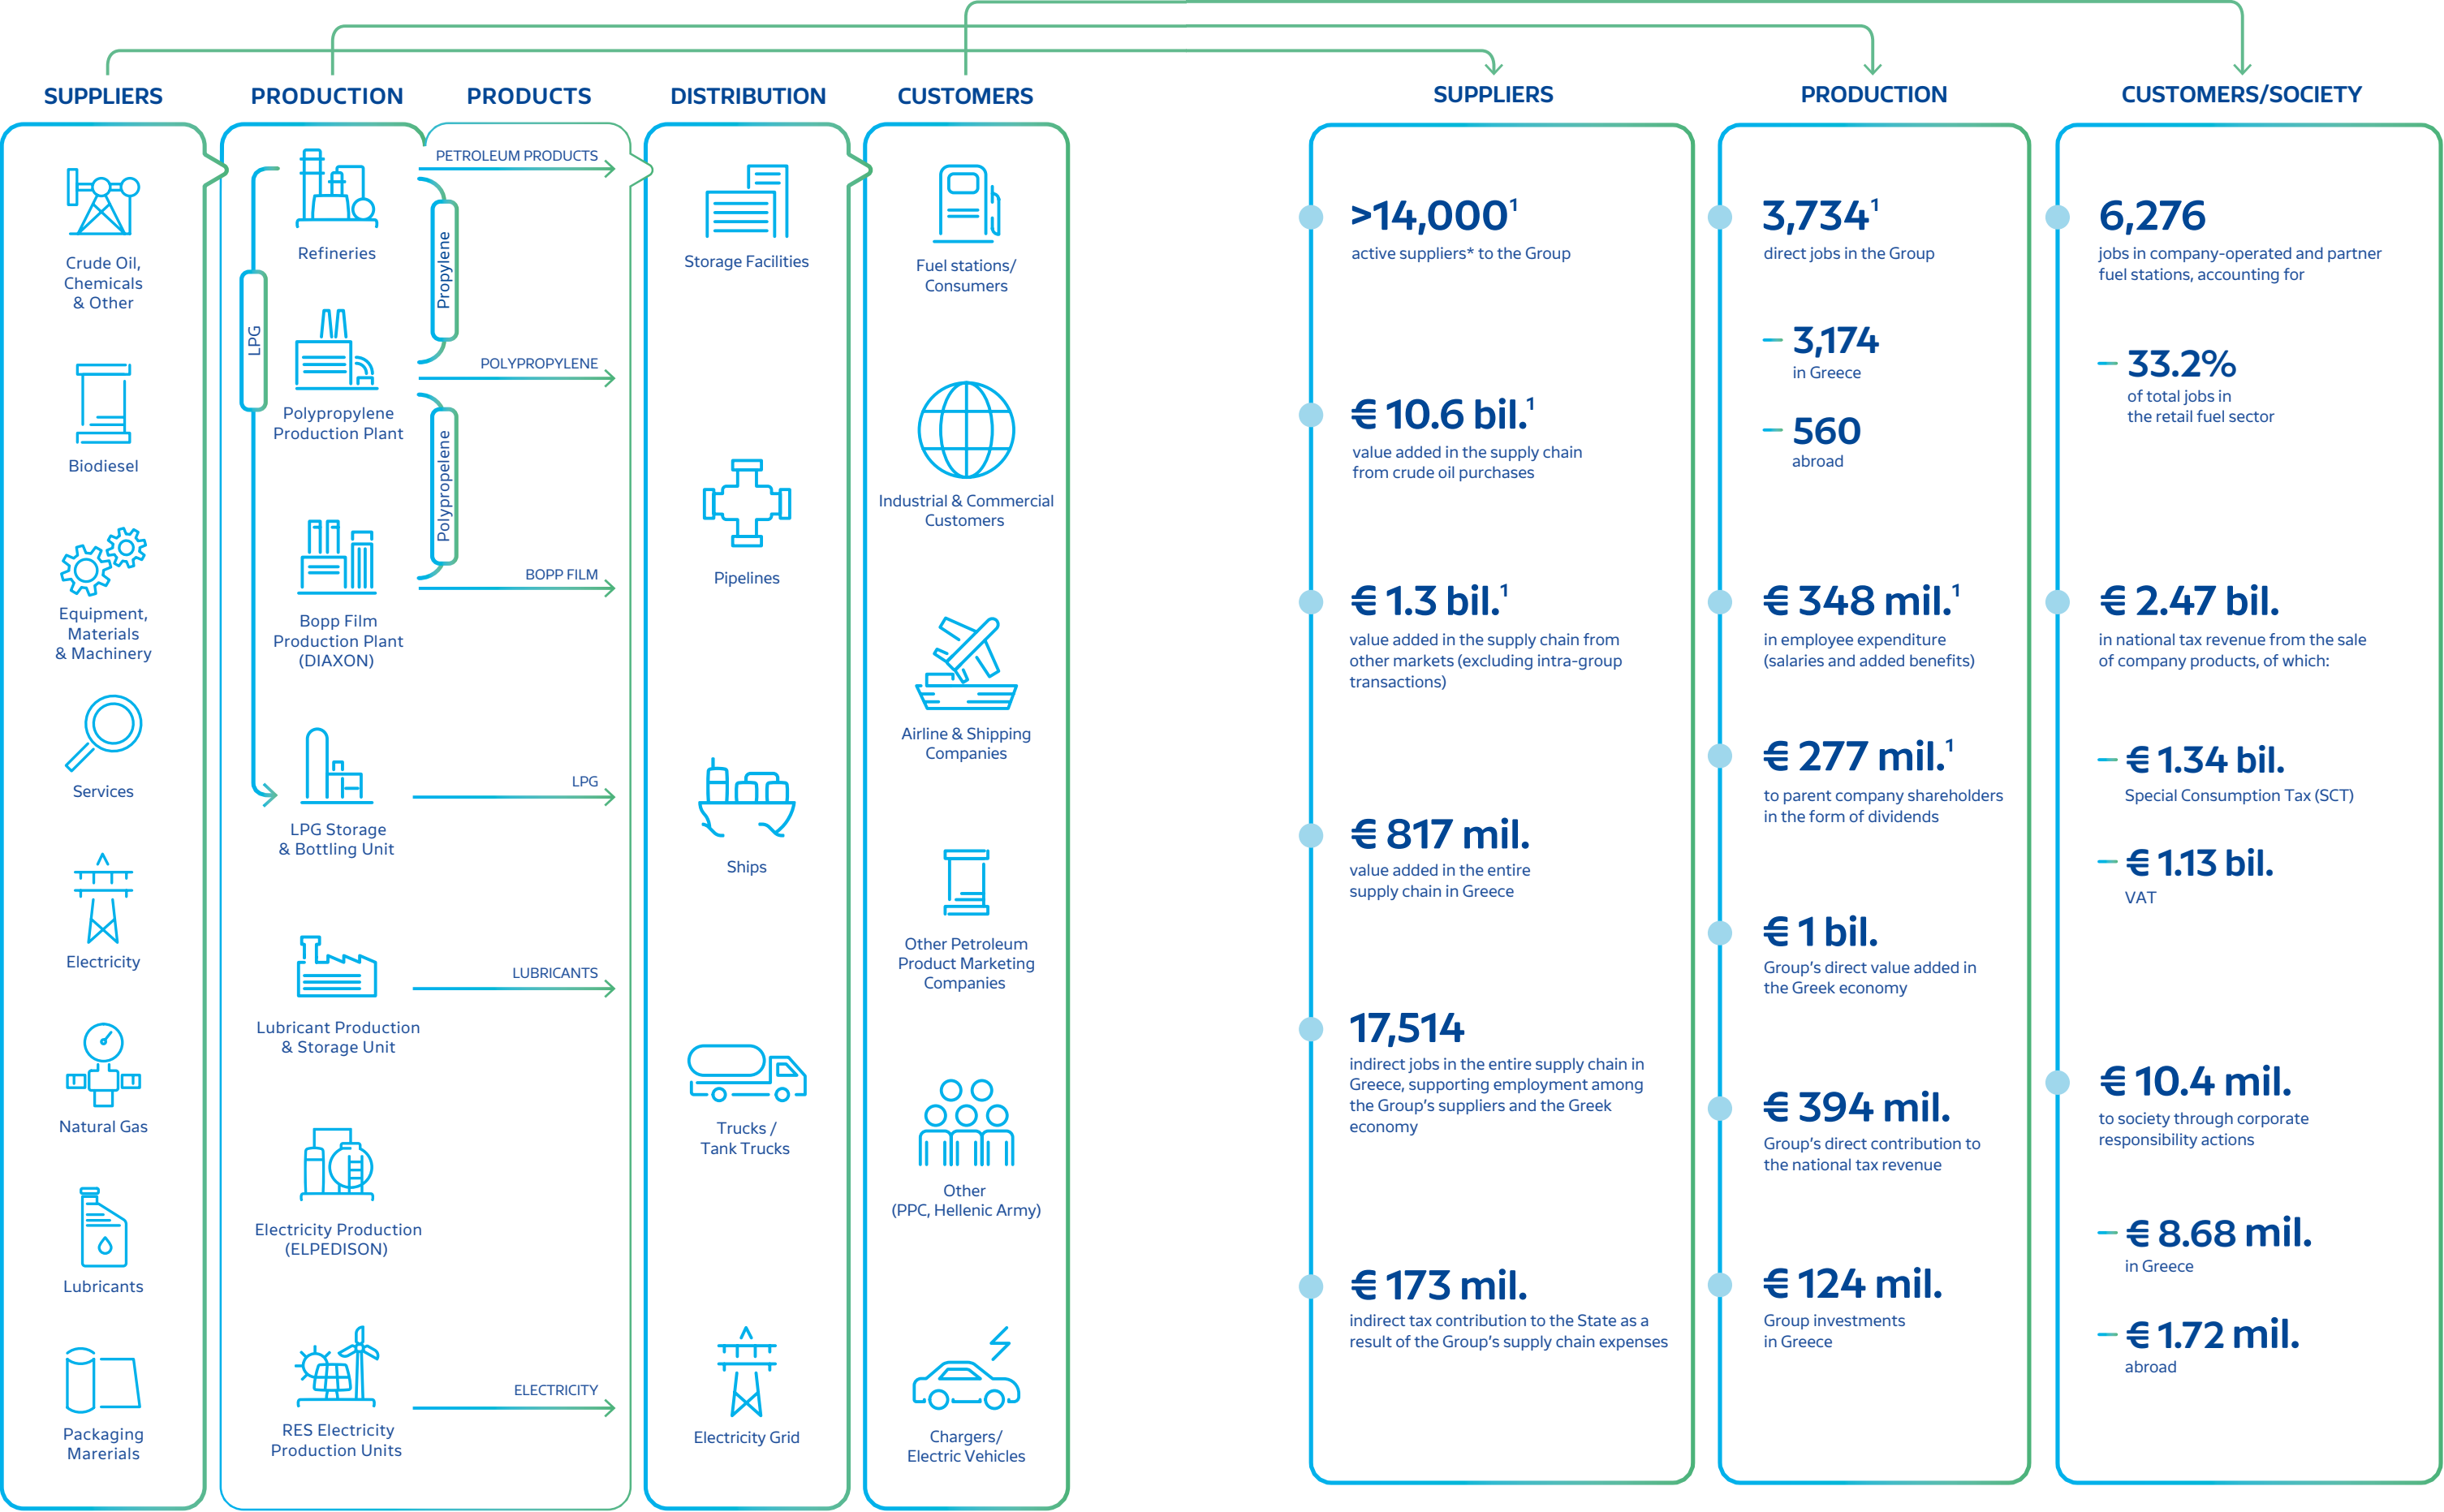 SUPPLIERS
Crude Oil,
Chemicals
& Other
Biodiesel
Equipment,
Materials
& Machinery
Services
Electricity
Natural Gas
Lubricants
Packaging
Marerials
PRODUCTION
LPG
Refineries
Polypropylene
Production Plant
Bopp Film
Production Plant
(DIAXON)
LPG Storage
& Bottling Unit
Lubricant Production
& Storage Unit
Electricity Production
(ELPEDISON)
RES Electricity
Production Units
PRODUCTS
PETROLEUM PRODUCTS
Propylene
POLYPROPYLENE
Polypropelene
BOPP FILM
LPG
LUBRICANTS
ELECTRICITY
DISTRIBUTION
Storage Facilities
Pipelines
Ships
Trucks /
Tank Trucks
Electricity Grid
CUSTOMERS
Fuel stations/
Consumers
Industrial & Commercial
Customers
Airline & Shipping
Companies
Other Petroleum
Product Marketing
Companies
Other
(PPC, Hellenic Army)
Chargers/
Electric Vehicles
SUPPLIERS
>14,000¹
active suppliers* to the Group
€ 10.6 bil.¹
value added in the supply chain
from crude oil purchases
€ 1.3 bil.¹
value added in the supply chain from
other markets (excluding intra-group
transactions)
€ 817 mil.
value added in the entire
supply chain in Greece
17,514
indirect jobs in the entire supply chain in
Greece, supporting employment among
the Group's suppliers and the Greek
economy
€ 173 mil.
indirect tax contribution to the State as a
result of the Group's supply chain expenses
PRODUCTION
3,734¹
direct jobs in the Group
3,174
in Greece
560
abroad
€ 348 mil.¹
in employee expenditure
(salaries and added benefits)
€ 277 mil.¹
to parent company shareholders
in the form of dividends
€ 1 bil.
Group's direct value added in
the Greek economy
€ 394 mil.
Group's direct contribution to
the national tax revenue
€ 124 mil.
Group investments
in Greece
CUSTOMERS/SOCIETY
6,276
jobs in company-operated and partner
fuel stations, accounting for
33.2%
of total jobs in
the retail fuel sector
€ 2.47 bil.
in national tax revenue from the sale
of company products, of which:
€ 1.34 bil.
Special Consumption Tax (SCT)
€ 1.13 bil.
VAT
€ 10.4 mil.
to society through corporate
responsibility actions
€ 8.68 mil.
in Greece
€ 1.72 mil.
abroad